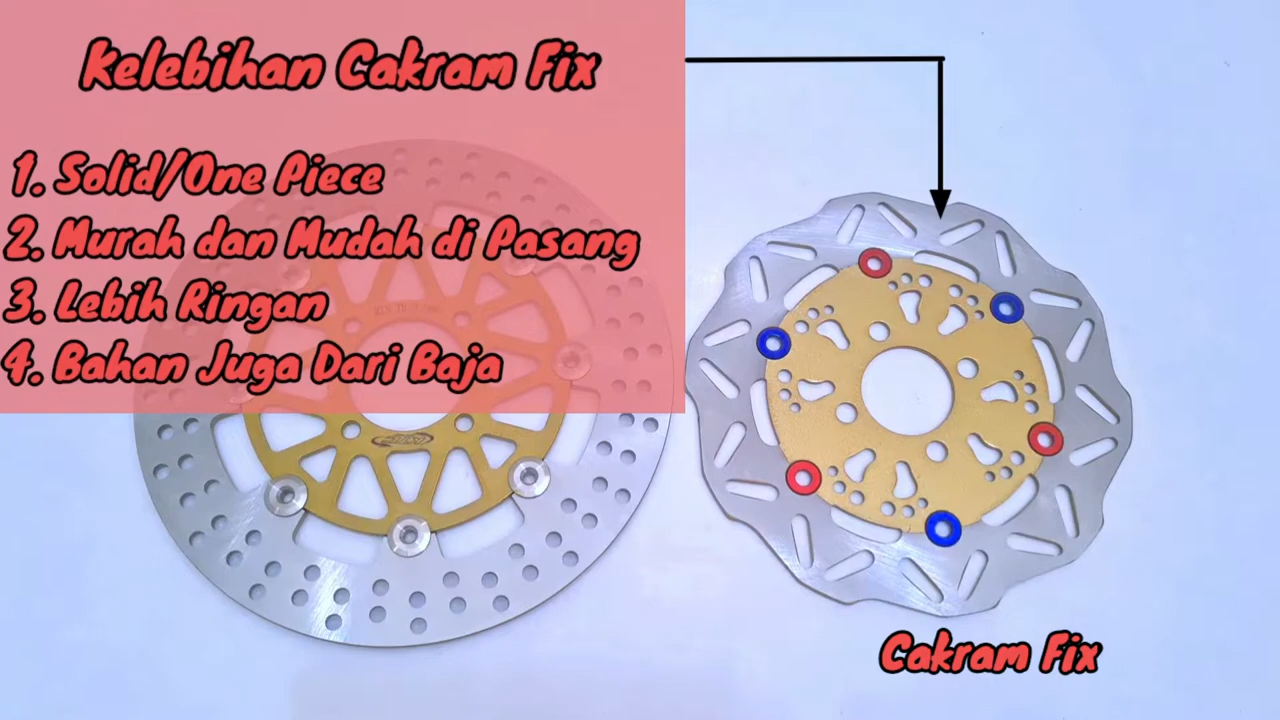 Kelebihan Cakram Fix
1. Solid/One Piece
2. Murah dan Mudah di Pasang
3. Lebih Ringan
4. Bahan Juga Dari Baja
Cakram Fix